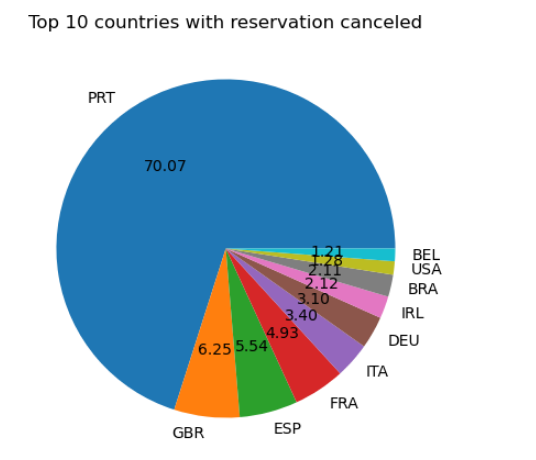 Top 10 countries with reservation canceled
PRT
70.07
1.21
BEL
1.28
USA
2.11
BRA
2.12
IRL
3.10
DEU
3.40
ITA
4.93
FRA
5.54
ESP
6.25
GBR